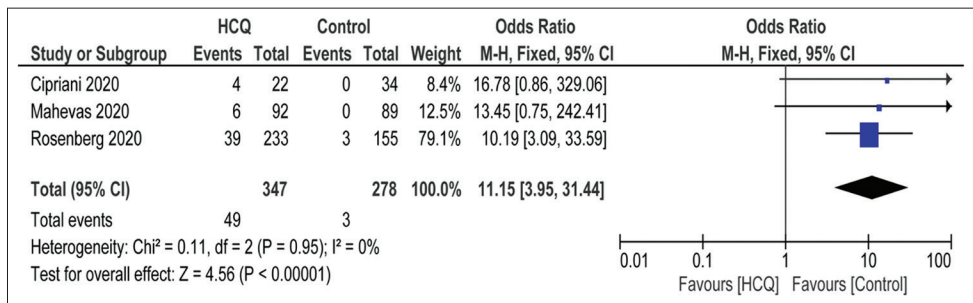 HCQ Control Odds Ratio Odds Ratio
Study or Subgroup Events Total Events Total Weight M-H, Fixed, 95% CI M-H, Fixed, 95% CI
Cipriani 2020 4 22 0 34 8.4% 16.78 [0.86, 329.06]
Mahevas 2020 6 92 0 89 12.5% 13.45 [0.75, 242.41]
Rosenberg 2020 39 233 3 155 79.1% 10.19 [3.09, 33.59]
Total (95% CI) 347 278 100.0% 11.15 [3.95, 31.44]
Total events 49 3
Heterogeneity: Chi² = 0.11, df = 2 (P = 0.95); I² = 0%
Test for overall effect: Z = 4.56 (P < 0.00001)
0.01 0.1 1 10 100
Favours [HCQ] Favours [Control]